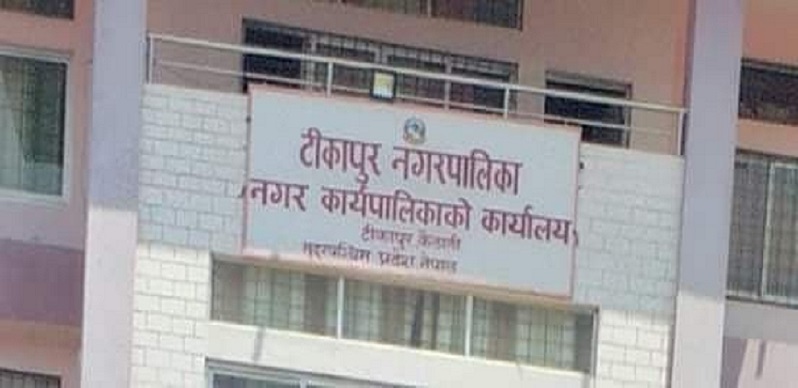 टीकापुर नगरपालिका
नगर कार्यपालिकाको कार्यालय
टीकापुर कैलाली
सुदूरपश्चिम प्रदेश, नेपाल